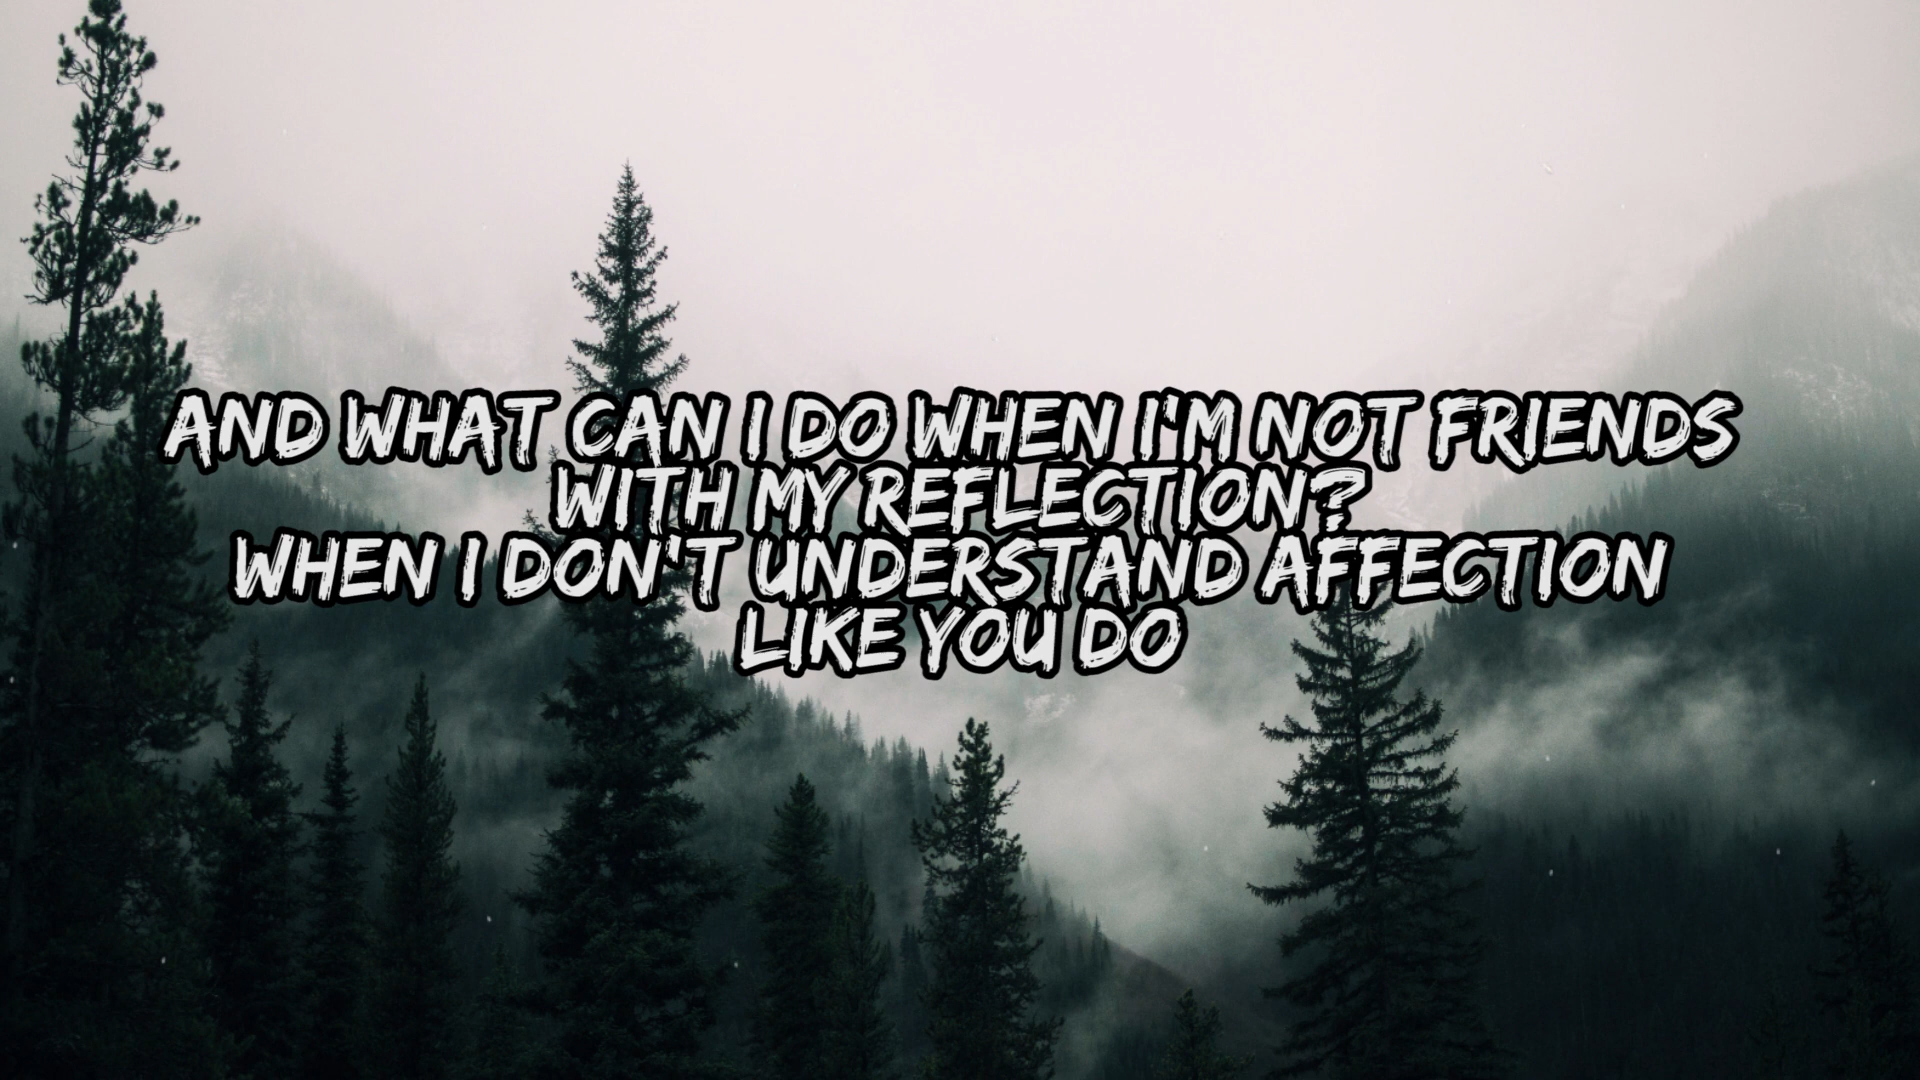 AND WHAT CAN I DO WHEN I'M NOT FRIENDS
WITH MY REFLECTION?
WHEN I DON'T UNDERSTAND AFFECTION
LIKE YOU DO